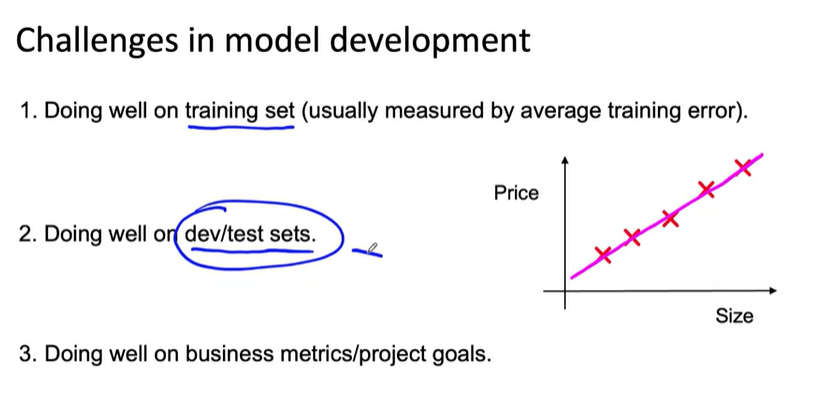 Challenges in model development
1. Doing well on training set (usually measured by average training error).
Price
2. Doing well on dev/test sets.
Size
3. Doing well on business metrics/project goals.